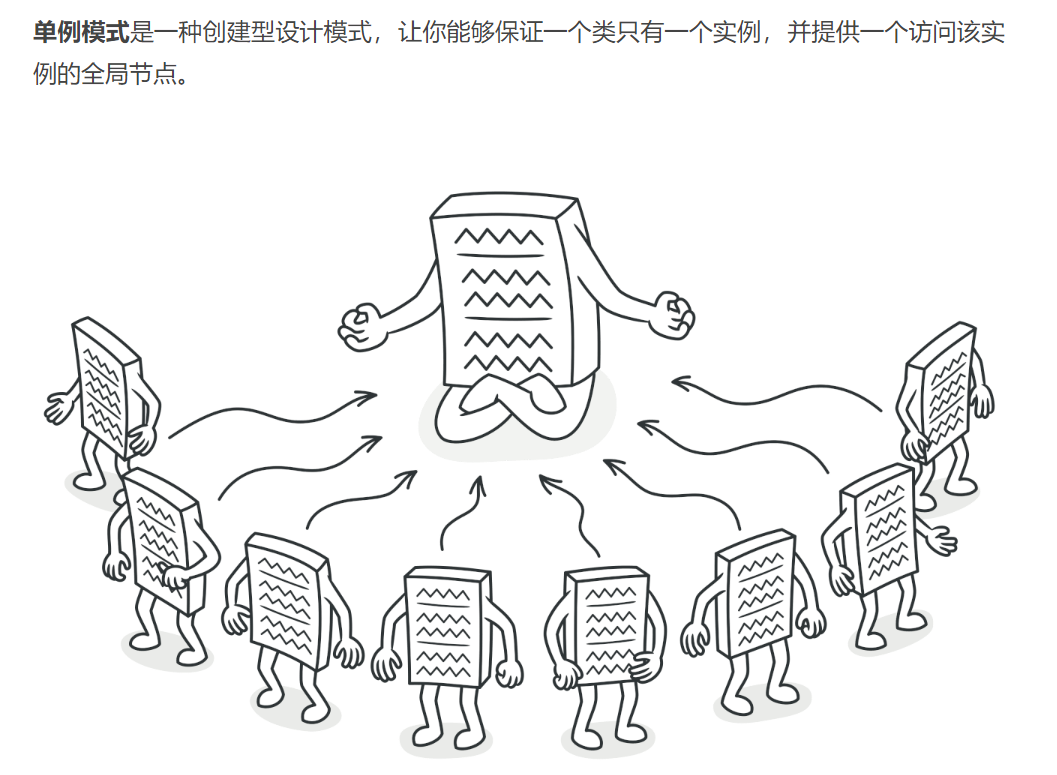 单例模式是一种创建型设计模式，让你能够保证一个类只有一个实例，并提供一个访问该实
例的全局节点。